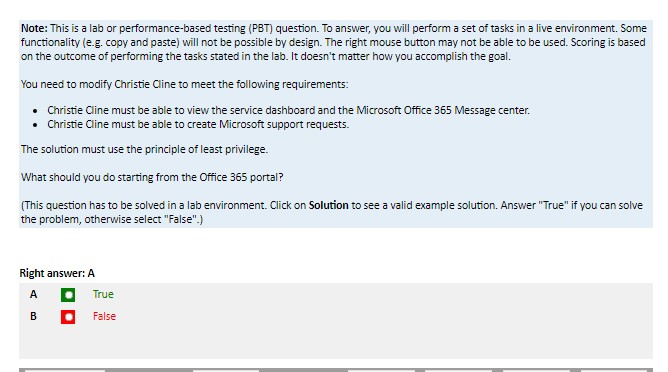 Note: This is a lab or performance-based testing (PBT) question. To answer, you will perform a set of tasks in a live environment. Some
functionality (e.g. copy and paste) will not be possible by design. The right mouse button may not be able to be used. Scoring is based
on the outcome of performing the tasks stated in the lab. It doesn't matter how you accomplish the goal.
You need to modify Christie Cline to meet the following requirements:
• Christie Cline must be able to view the service dashboard and the Microsoft Office 365 Message center.
• Christie Cline must be able to create Microsoft support requests.
The solution must use the principle of least privilege.
What should you do starting from the Office 365 portal?
(This question has to be solved in a lab environment. Click on Solution to see a valid example solution. Answer "True" if you can solve
the problem, otherwise select "False".)
Right answer: A
A True
B False